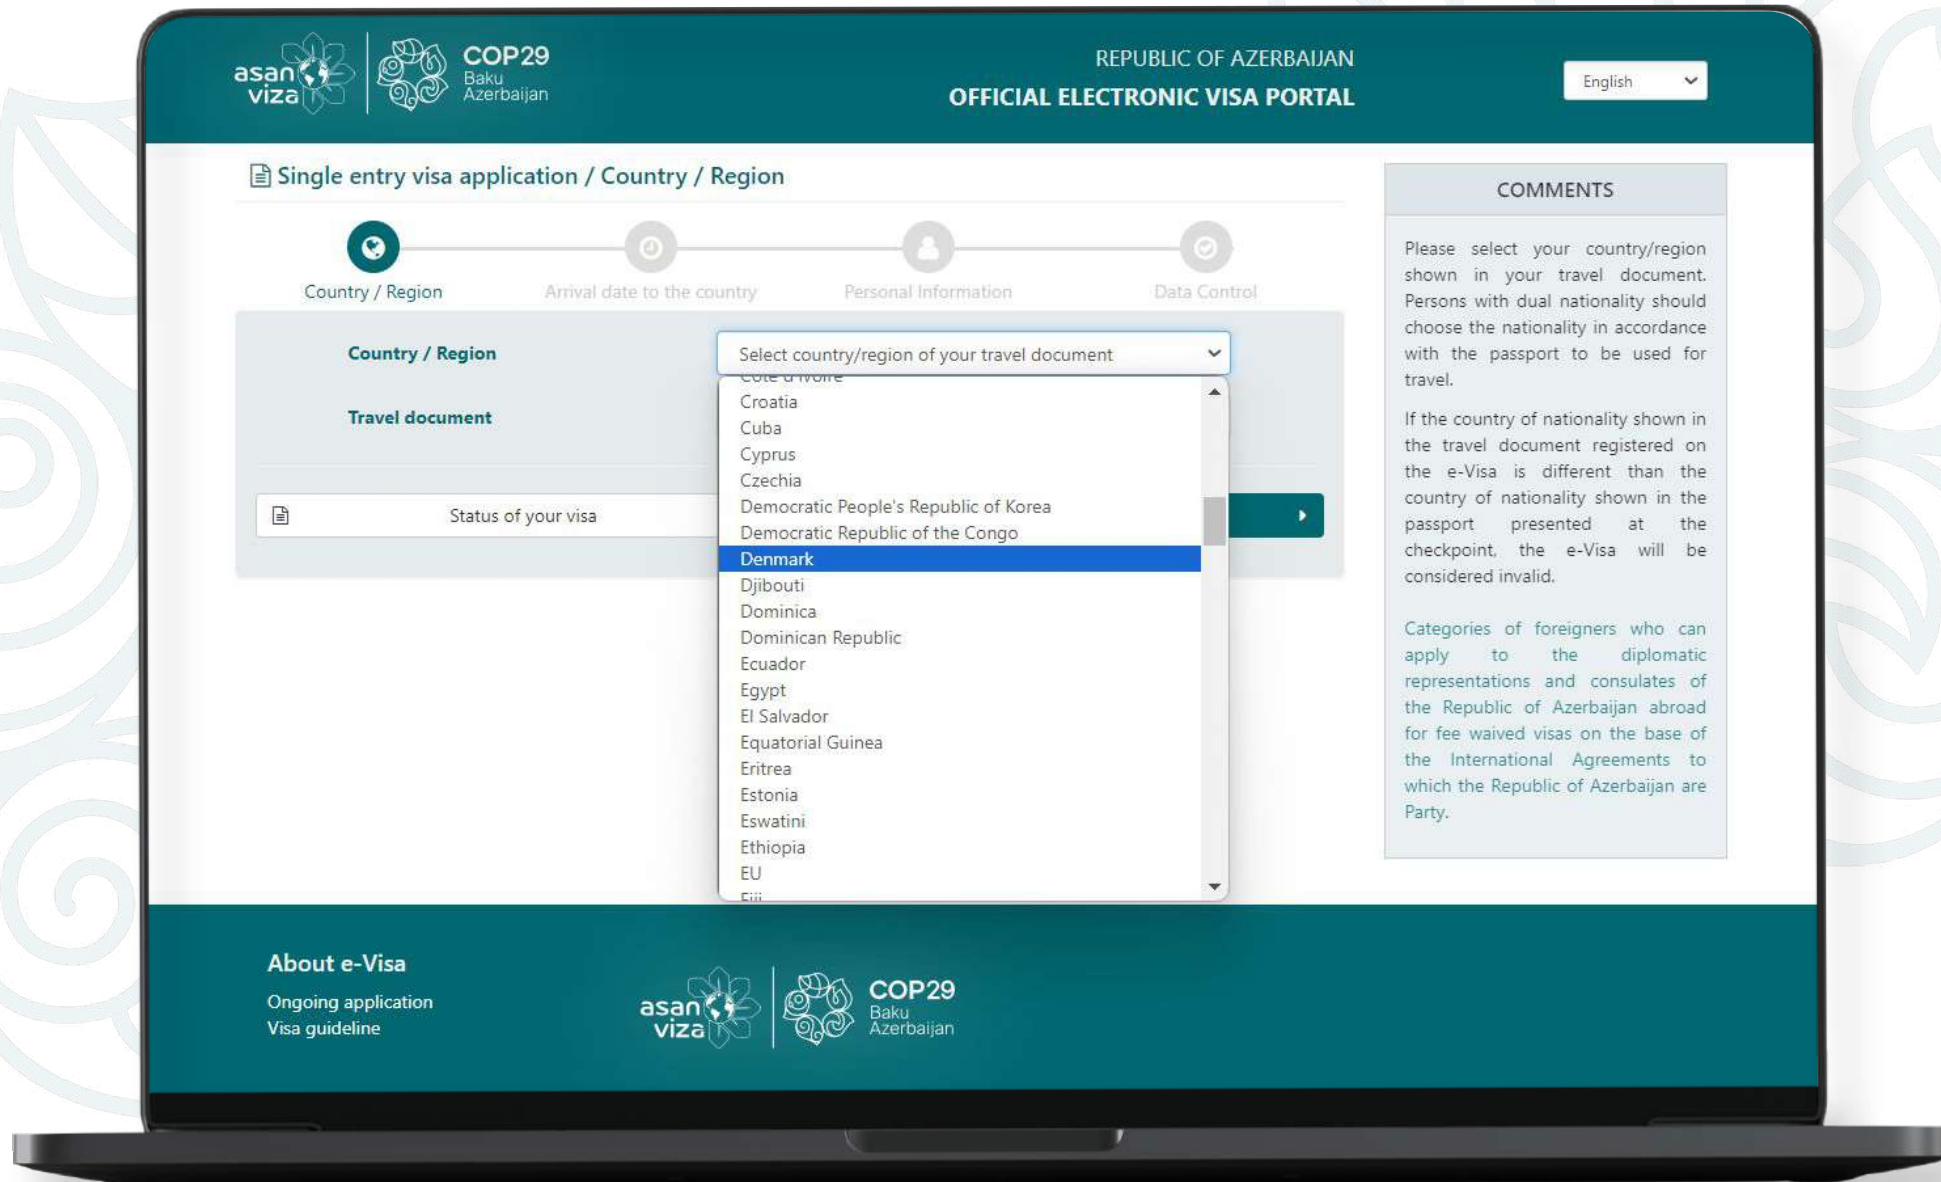 asan
viza
COP29
Baku
Azerbaijan
REPUBLIC OF AZERBAIJAN
OFFICIAL ELECTRONIC VISA PORTAL
English
Single entry visa application / Country / Region
Country / Region
Arrival date to the country
Personal Information
Data Control
Country / Region
Select country/region of your travel document
Travel document
Status of your visa
Cote d'Ivoire
Croatia
Cuba
Cyprus
Czechia
Democratic People's Republic of Korea
Democratic Republic of the Congo
Denmark
Djibouti
Dominica
Dominican Republic
Ecuador
Egypt
El Salvador
Equatorial Guinea
Eritrea
Estonia
Eswatini
Ethiopia
EU
Fiji
COMMENTS
Please select your country/region
shown in your travel document.
Persons with dual nationality should
choose the nationality in accordance
with the passport to be used for
travel.
If the country of nationality shown in
the travel document registered on
the e-Visa is different than the
country of nationality shown in the
passport presented at the
checkpoint, the e-Visa will be
considered invalid.
Categories of foreigners who can
apply to the diplomatic
representations and consulates of
the Republic of Azerbaijan abroad
for fee waived visas on the base of
the International Agreements to
which the Republic of Azerbaijan are
Party.
About e-Visa
Ongoing application
Visa guideline
asan
viza
COP29
Baku
Azerbaijan